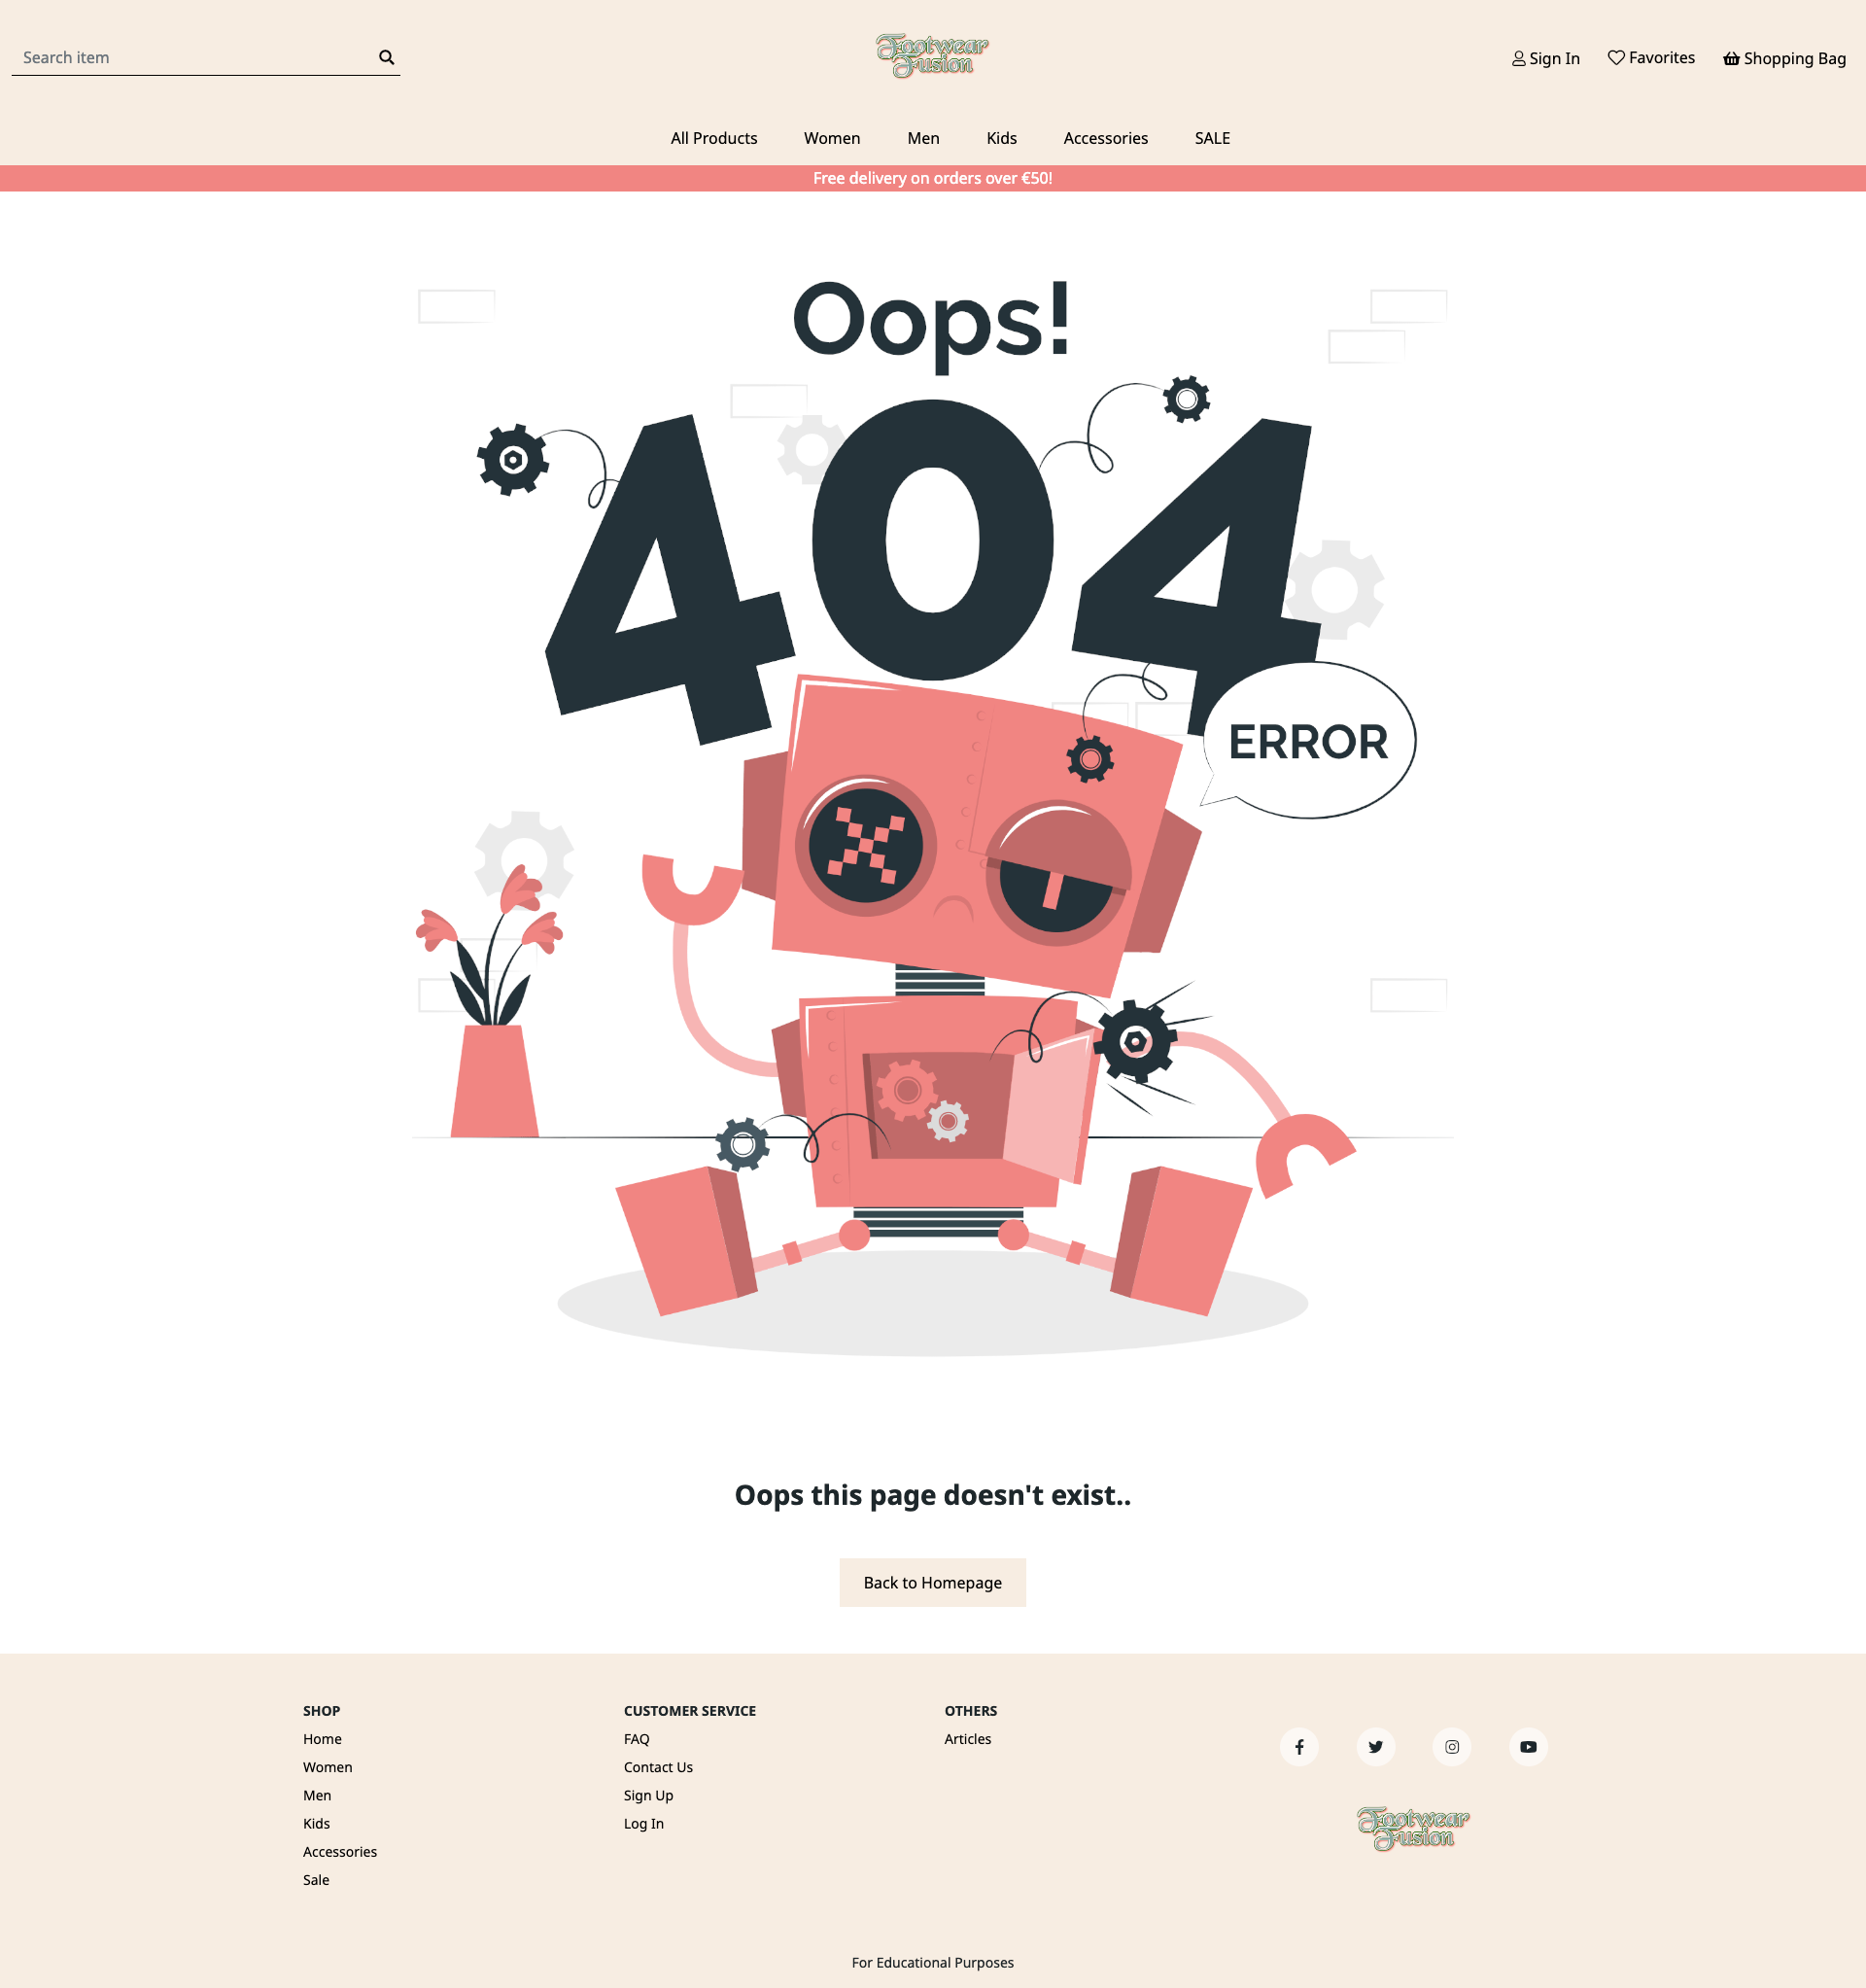 Search item
Footwear
Fusion
Sign In
Favorites
Shopping Bag
All Products
Women
Men
Kids
Accessories
SALE
Free delivery on orders over €50!
Oops!
404
ERROR
Oops this page doesn't exist..
Back to Homepage
SHOP
Home
Women
Men
Kids
Accessories
Sale
CUSTOMER SERVICE
FAQ
Contact Us
Sign Up
Log In
OTHERS
Articles
Footwear
Fusion
For Educational Purposes